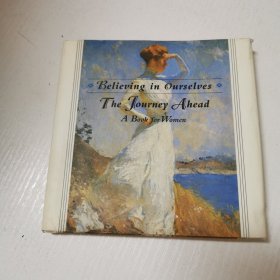 Believing in Ourselves
The Journey Ahead
A Book for Women